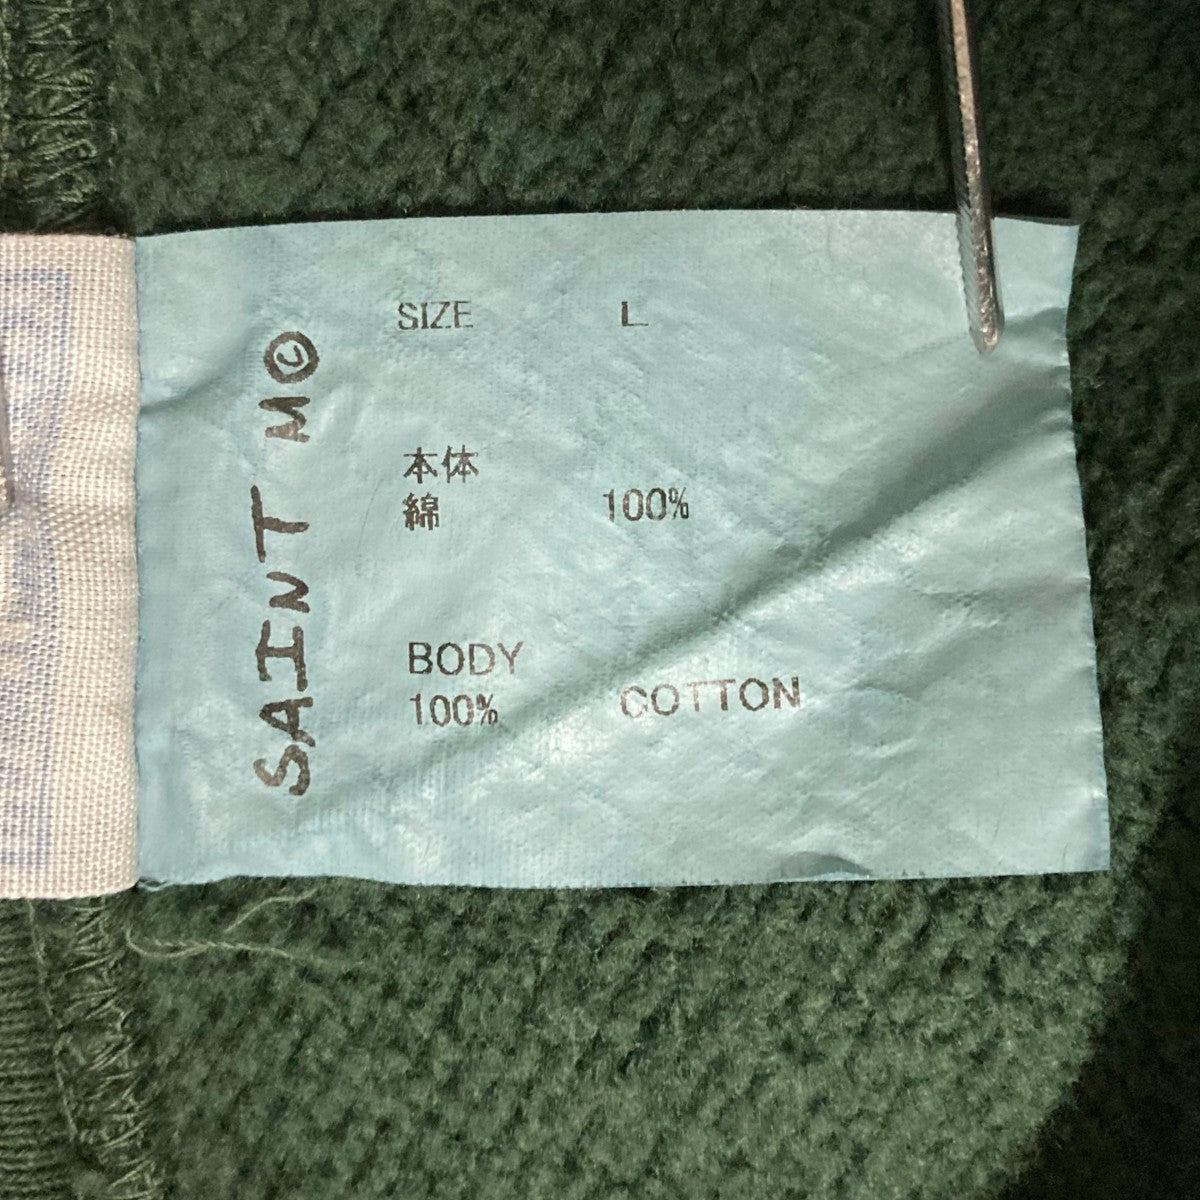 SAINT M©
SIZE L
本体
綿 100%
BODY
100% COTTON